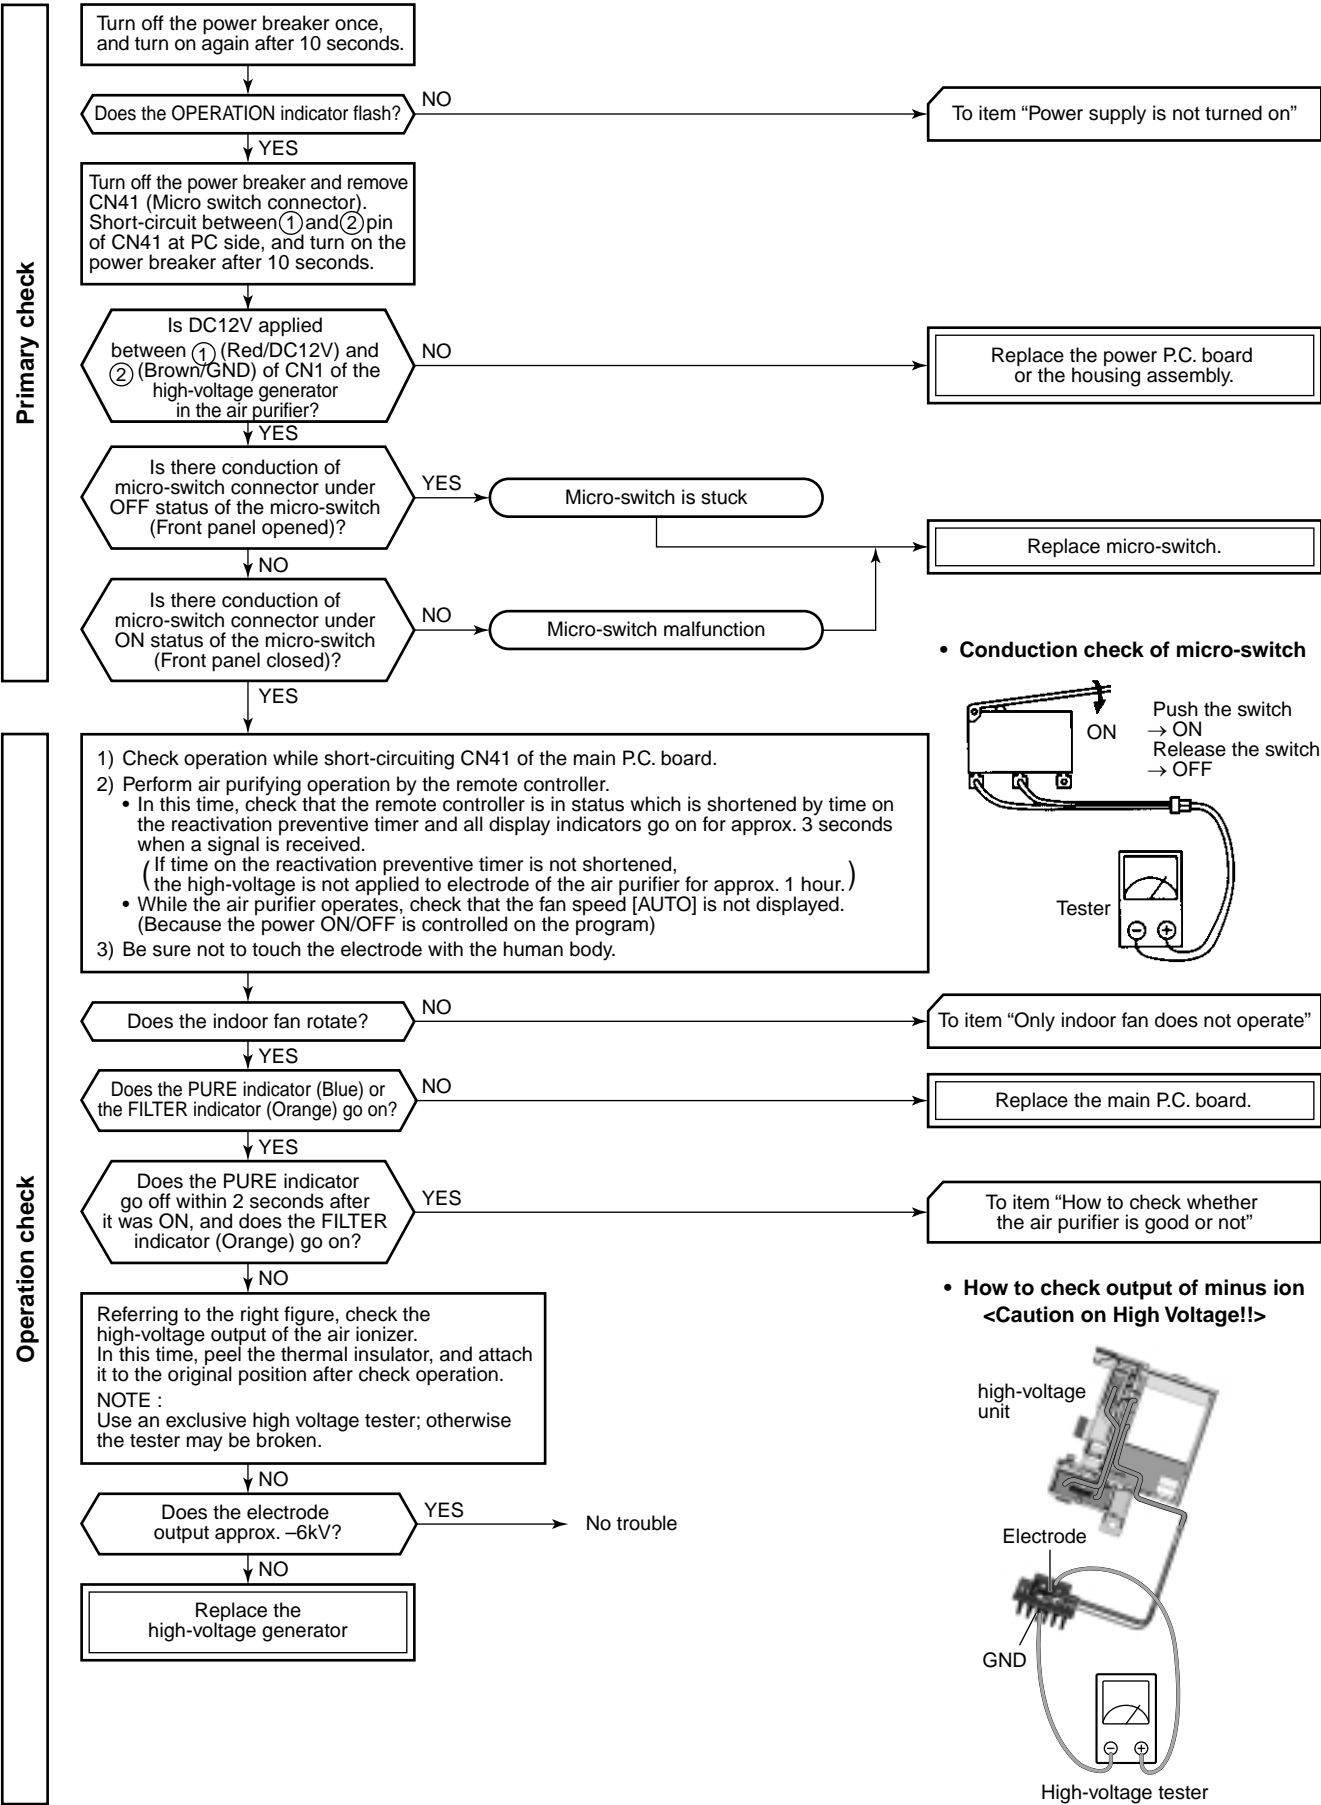 Primary check
Turn off the power breaker once,
and turn on again after 10 seconds.
Does the OPERATION indicator flash?
NO
To item “Power supply is not turned on”
YES
Turn off the power breaker and remove
CN41 (Micro switch connector).
Short-circuit between ① and ② pin
of CN41 at PC side, and turn on the
power breaker after 10 seconds.
Is DC12V applied
between ① (Red/DC12V) and
② (Brown/GND) of CN1 of the
high-voltage generator
in the air purifier?
NO
Replace the power P.C. board
or the housing assembly.
YES
Is there conduction of
micro-switch connector under
OFF status of the micro-switch
(Front panel opened)?
YES
Micro-switch is stuck
Replace micro-switch.
NO
Is there conduction of
micro-switch connector under
ON status of the micro-switch
(Front panel closed)?
NO
Micro-switch malfunction
YES
• Conduction check of micro-switch
ON
Push the switch
→ ON
Release the switch
→ OFF
Tester
Operation check
1) Check operation while short-circuiting CN41 of the main P.C. board.
2) Perform air purifying operation by the remote controller.
• In this time, check that the remote controller is in status which is shortened by time on
the reactivation preventive timer and all display indicators go on for approx. 3 seconds
when a signal is received.
(If time on the reactivation preventive timer is not shortened,
the high-voltage is not applied to electrode of the air purifier for approx. 1 hour.)
• While the air purifier operates, check that the fan speed [AUTO] is not displayed.
(Because the power ON/OFF is controlled on the program)
3) Be sure not to touch the electrode with the human body.
Does the indoor fan rotate?
NO
To item “Only indoor fan does not operate”
YES
Does the PURE indicator (Blue) or
the FILTER indicator (Orange) go on?
NO
Replace the main P.C. board.
YES
Does the PURE indicator
go off within 2 seconds after
it was ON, and does the FILTER
indicator (Orange) go on?
YES
To item “How to check whether
the air purifier is good or not”
NO
Referring to the right figure, check the
high-voltage output of the air ionizer.
In this time, peel the thermal insulator, and attach
it to the original position after check operation.
NOTE :
Use an exclusive high voltage tester; otherwise
the tester may be broken.
NO
Does the electrode
output approx. –6kV?
YES
No trouble
NO
Replace the
high-voltage generator
• How to check output of minus ion
<Caution on High Voltage!!>
high-voltage
unit
Electrode
GND
High-voltage tester